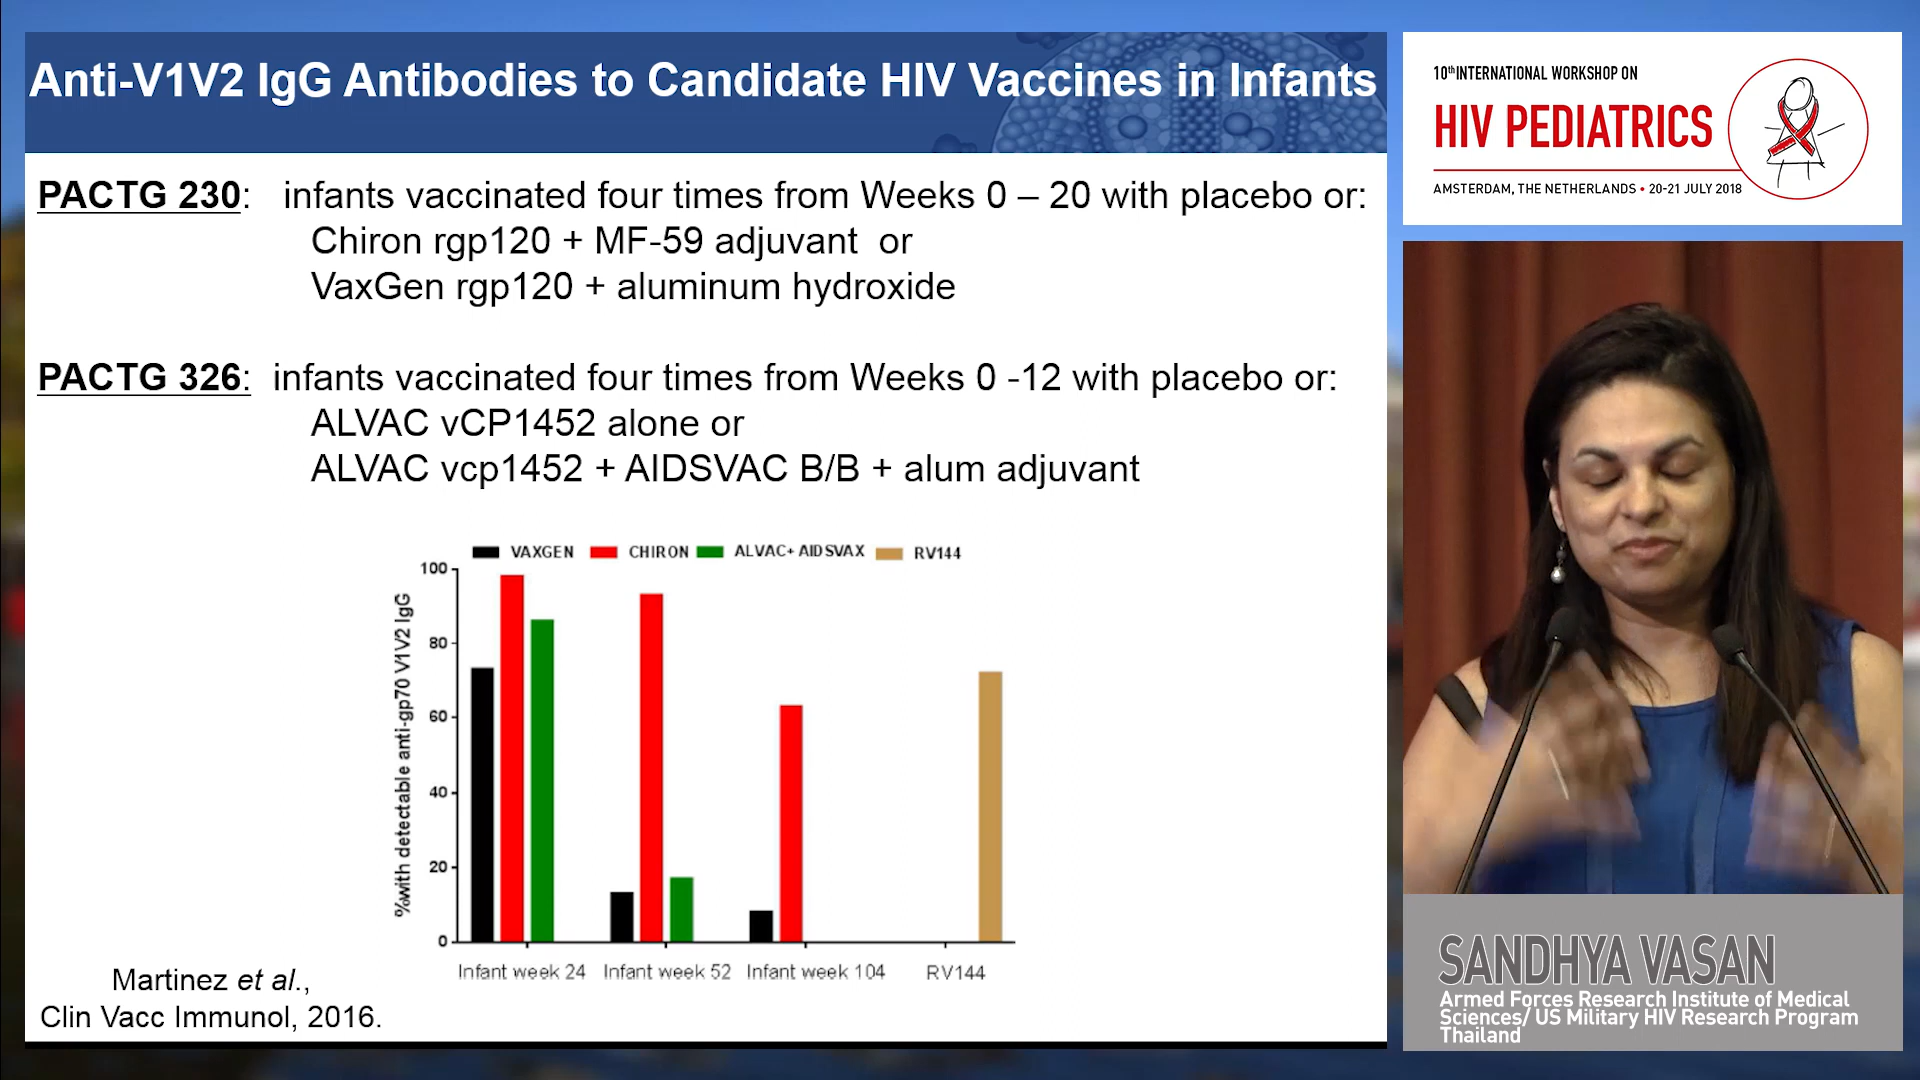 Anti-V1V2 IgG Antibodies to Candidate HIV Vaccines in Infants
PACTG 230: infants vaccinated four times from Weeks 0 – 20 with placebo or:
Chiron rgp120 + MF-59 adjuvant or
VaxGen rgp120 + aluminum hydroxide
PACTG 326: infants vaccinated four times from Weeks 0 -12 with placebo or:
ALVAC vCP1452 alone or
ALVAC vcp1452 + AIDSVAC B/B + alum adjuvant
VAXGEN CHIRON ALVAC+ AIDSVAX RV144
%with detectable anti-gp70 V1V2 IgG
100
80
60
40
20
0
Infant week 24 Infant week 52 Infant week 104 RV144
Martinez et al.,
Clin Vacc Immunol, 2016.
10th INTERNATIONAL WORKSHOP ON
HIV PEDIATRICS
AMSTERDAM, THE NETHERLANDS • 20-21 JULY 2018
SANDHYA VASAN
Armed Forces Research Institute of Medical
Sciences/ US Military HIV Research Program
Thailand